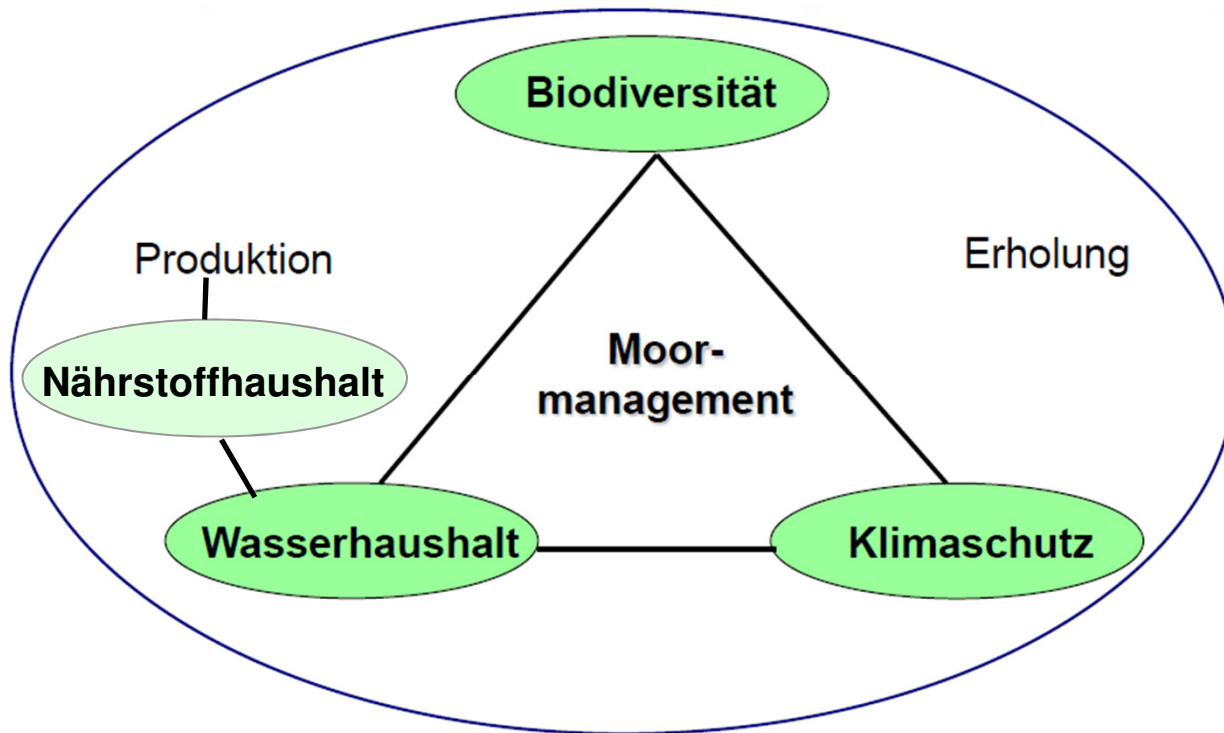 Biodiversität
Produktion
Erholung
Moor-
management
Nährstoffhaushalt
Wasserhaushalt
Klimaschutz